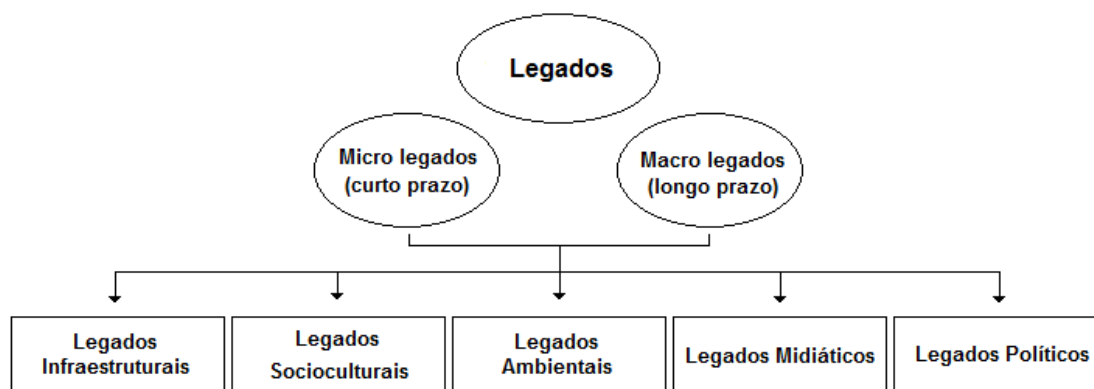 Legados
Micro legados
(curto prazo)
Macro legados
(longo prazo)
Legados
Infraestruturais
Legados
Socioculturais
Legados
Ambientais
Legados Midiáticos
Legados Políticos